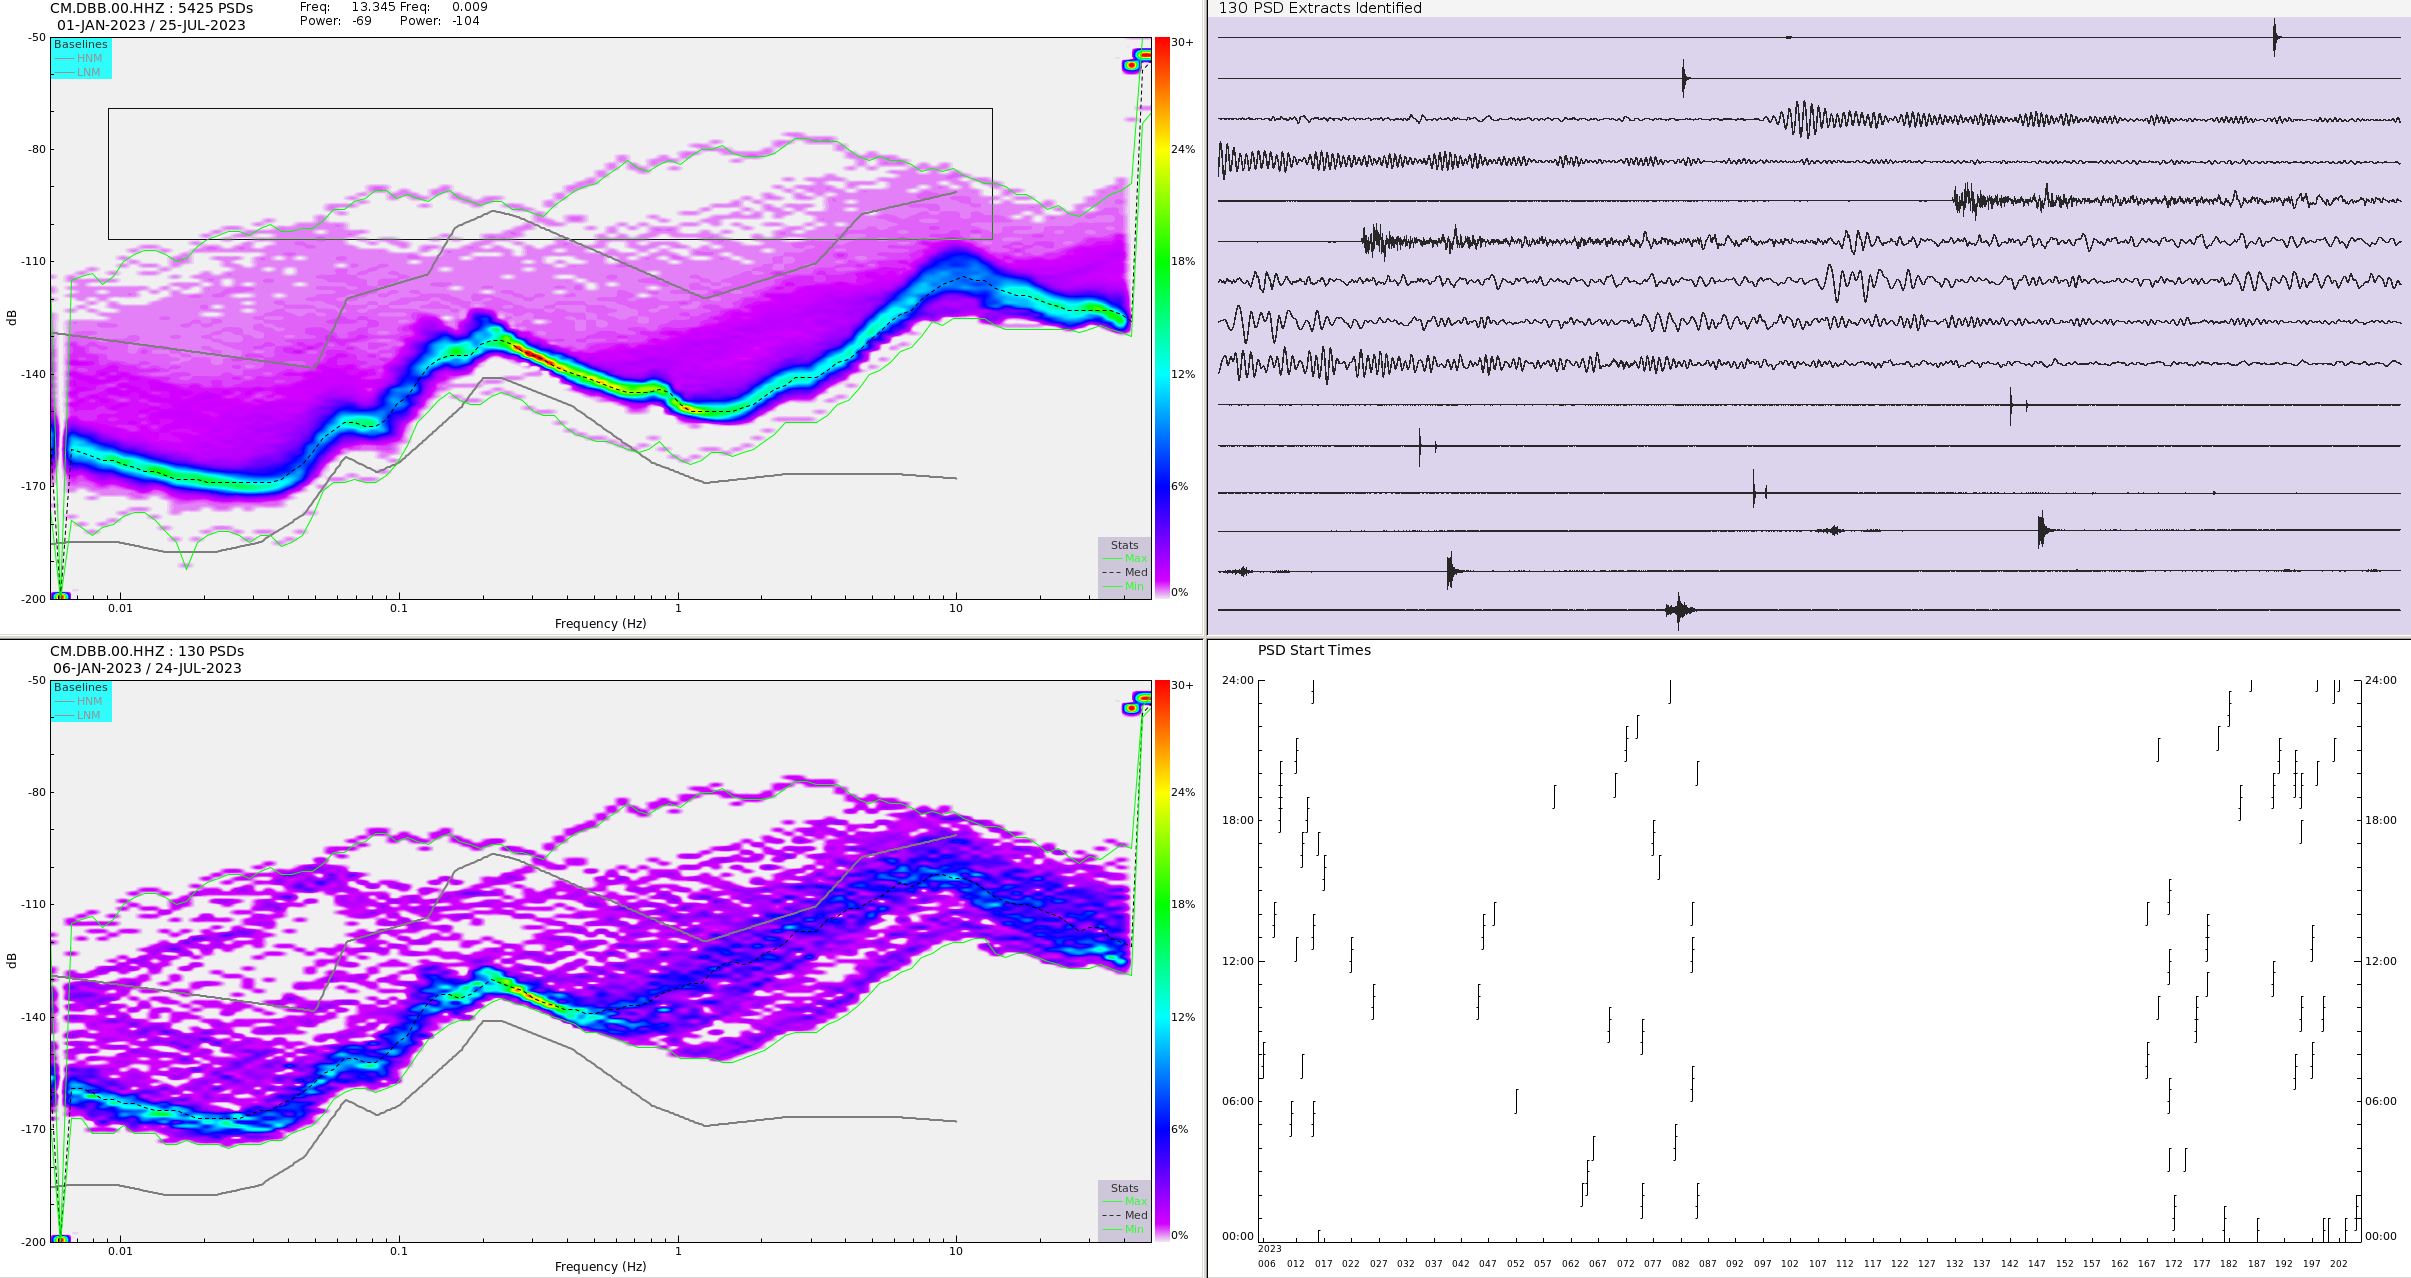 CM.DBB.00.HHZ : 5425 PSDs
01-JAN-2023 / 25-JUL-2023
Freq: 13.345 Freq: 0.009
Power: -69 Power: -104
Baselines
HNM
LNM
-50
-80
-110
-140
-170
-200
dB
0.01 0.1 1 10
Frequency (Hz)
30+
24%
18%
12%
6%
0%
Stats
Max
Med
Min
130 PSD Extracts Identified
CM.DBB.00.HHZ : 130 PSDs
06-JAN-2023 / 24-JUL-2023
Baselines
HNM
LNM
-50
-80
-110
-140
-170
-200
dB
0.01 0.1 1 10
Frequency (Hz)
30+
24%
18%
12%
6%
0%
Stats
Max
Med
Min
PSD Start Times
24:00 24:00
18:00 18:00
12:00 12:00
06:00 06:00
00:00 00:00
2023
006 012 017 022 027 032 037 042 047 052 057 062 067 072 077 082 087 092 097 102 107 112 117 122 127 132 137 142 147 152 157 162 167 172 177 182 187 192 197 202